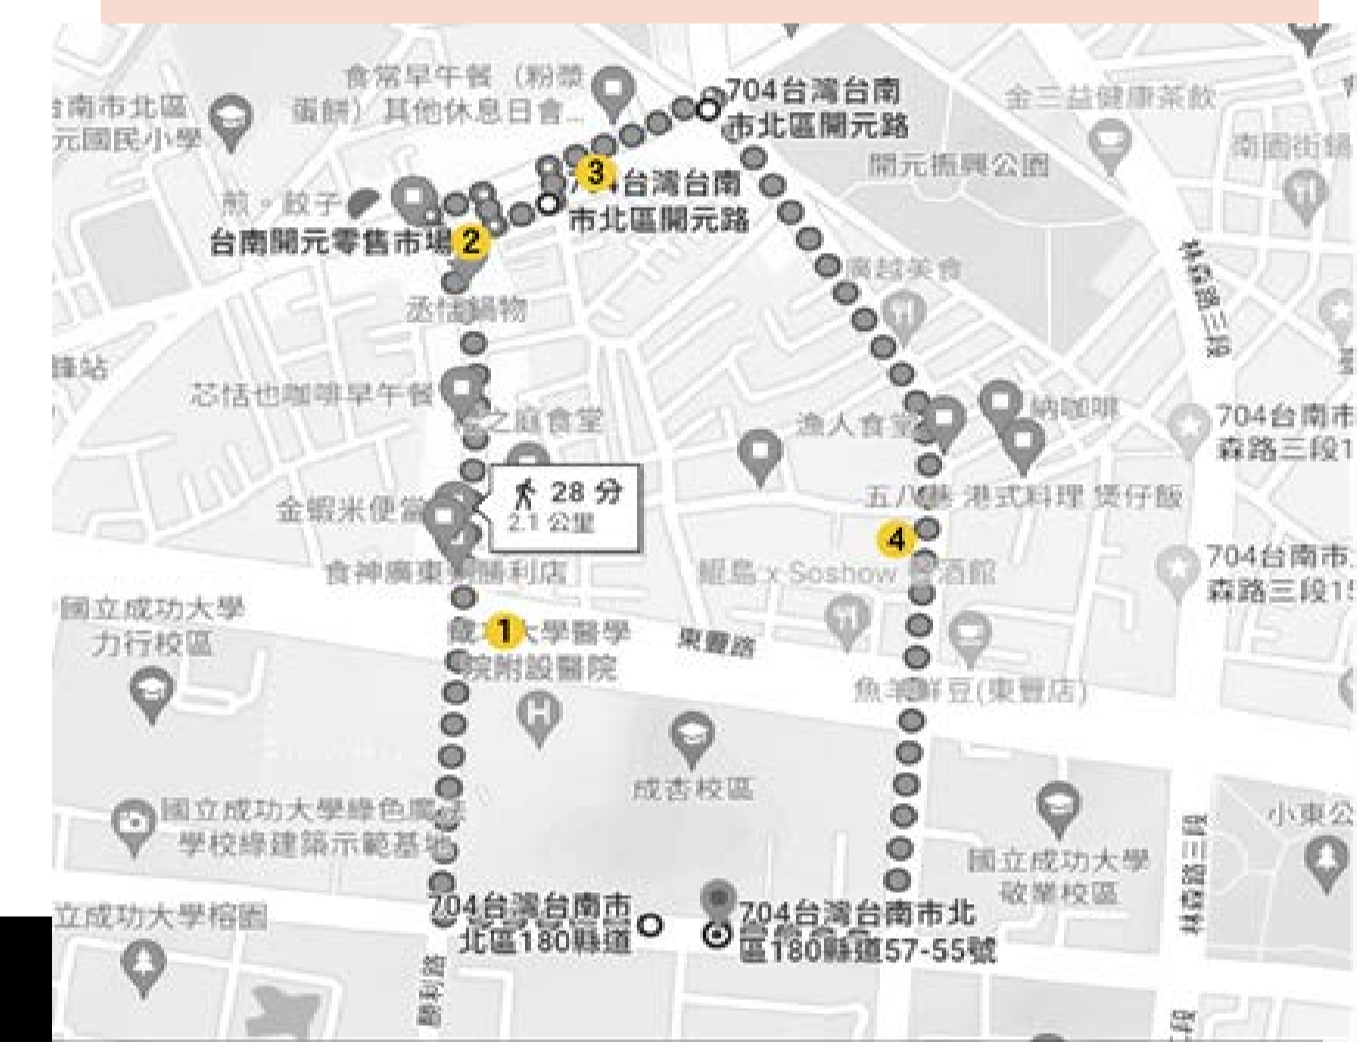 食常早午餐（粉漿
蛋餅）其他休息日會...
台南市北區
元國民小學
704台灣台南
市北區開元路
金三益健康茶飲
南園街鍋
開元振興公園
煎。餃子
3
台灣台南
市北區開元路
台南開元零售市場
2
廣越美食
林森路三段
丞恬鍋物
鋒站
芯恬也咖啡早午餐
之庭食堂
漁人食堂
納咖啡
704台南市
森路三段1
28 分
2.1 公里
金蝦米便當
五八巷 港式料理 煲仔飯
4
食神廣東
勝利店
鯤島 x Soshow
酒館
704台南市
森路三段15
國立成功大學
力行校區
1
大學醫學
院附設醫院
東豐路
魚羊鮮豆(東豐店)
成杏校區
國立成功大學綠色魔法
學校綠建築示範基地
小東公
國立成功大學
敬業校區
林森路三段
立成功大學榕園
704台灣台南市
北區180縣道
704台灣台南市北
區180縣道57-55號
勝利路
段